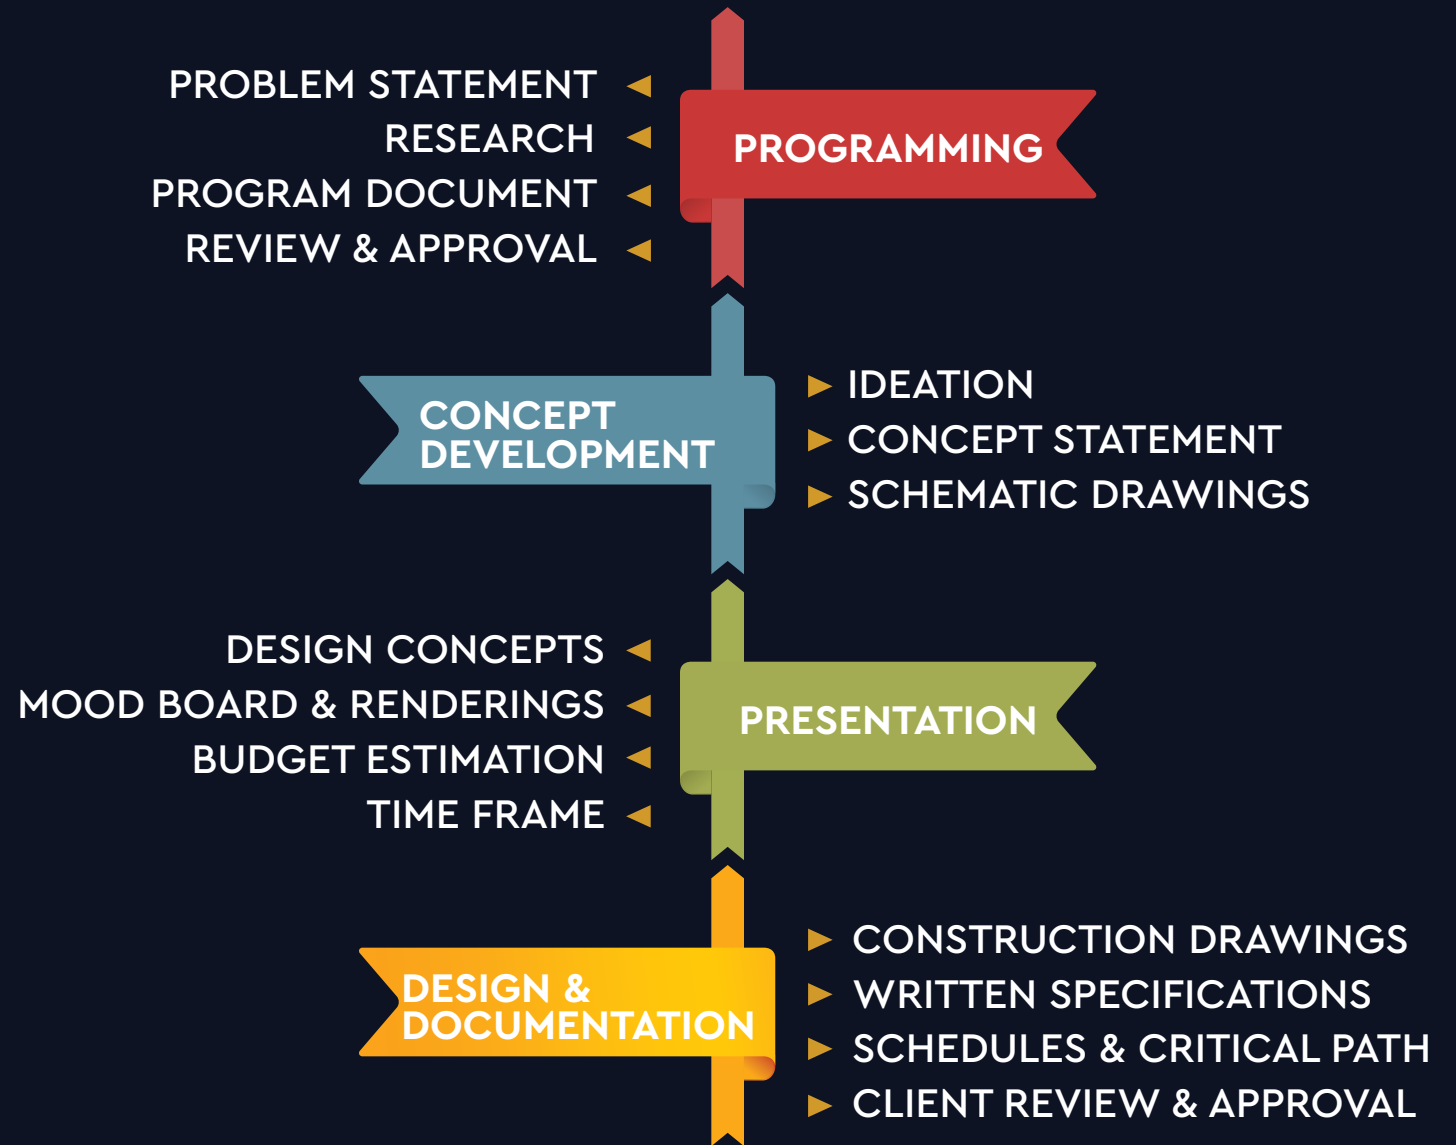 PROGRAMMING
PROBLEM STATEMENT
RESEARCH
PROGRAM DOCUMENT
REVIEW & APPROVAL
CONCEPT
DEVELOPMENT
IDEATION
CONCEPT STATEMENT
SCHEMATIC DRAWINGS
PRESENTATION
DESIGN CONCEPTS
MOOD BOARD & RENDERINGS
BUDGET ESTIMATION
TIME FRAME
DESIGN &
DOCUMENTATION
CONSTRUCTION DRAWINGS
WRITTEN SPECIFICATIONS
SCHEDULES & CRITICAL PATH
CLIENT REVIEW & APPROVAL